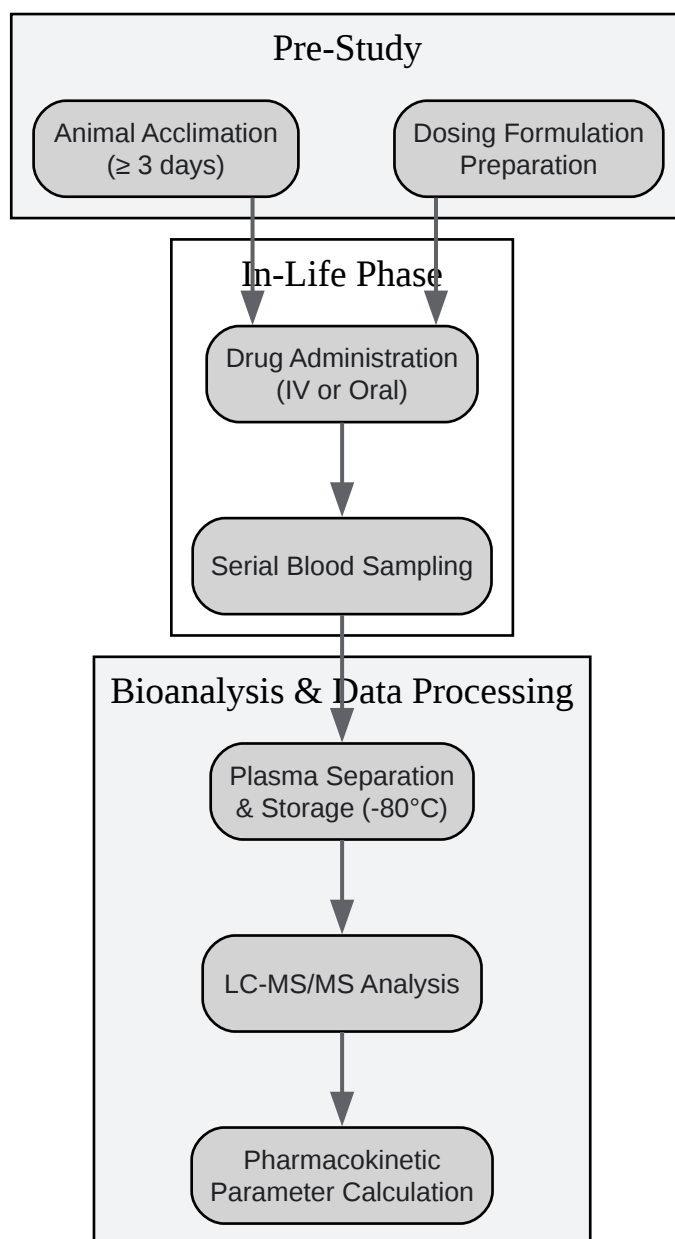 Pre-Study
Animal Acclimation
(≥ 3 days)
Dosing Formulation
Preparation
In-Life Phase
Drug Administration
(IV or Oral)
Serial Blood Sampling
Bioanalysis & Data Processing
Plasma Separation
& Storage (-80°C)
LC-MS/MS Analysis
Pharmacokinetic
Parameter Calculation